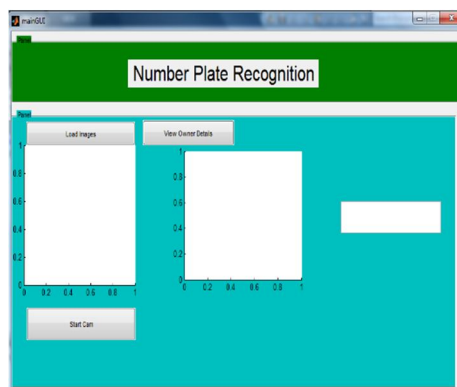 mainGUI
Panel
Number Plate Recognition
Panel
Load Images
View Owner Details
1
0.8
0.6
0.4
0.2
0
0 0.2 0.4 0.6 0.8 1
1
0.8
0.6
0.4
0.2
0
0 0.2 0.4 0.6 0.8 1
Start Cam